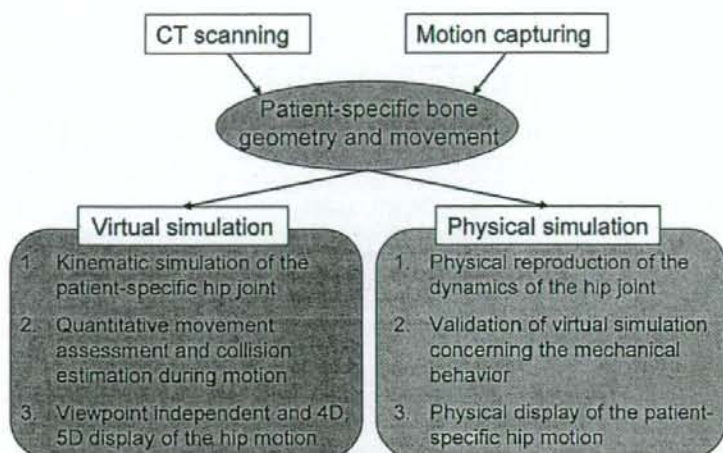 CT scanning
Motion capturing
Patient-specific bone
geometry and movement
Virtual simulation
1. Kinematic simulation of the
patient-specific hip joint
2. Quantitative movement
assessment and collision
estimation during motion
3. Viewpoint independent and 4D,
5D display of the hip motion
Physical simulation
1. Physical reproduction of the
dynamics of the hip joint
2. Validation of virtual simulation
concerning the mechanical
behavior
3. Physical display of the patient-
specific hip motion